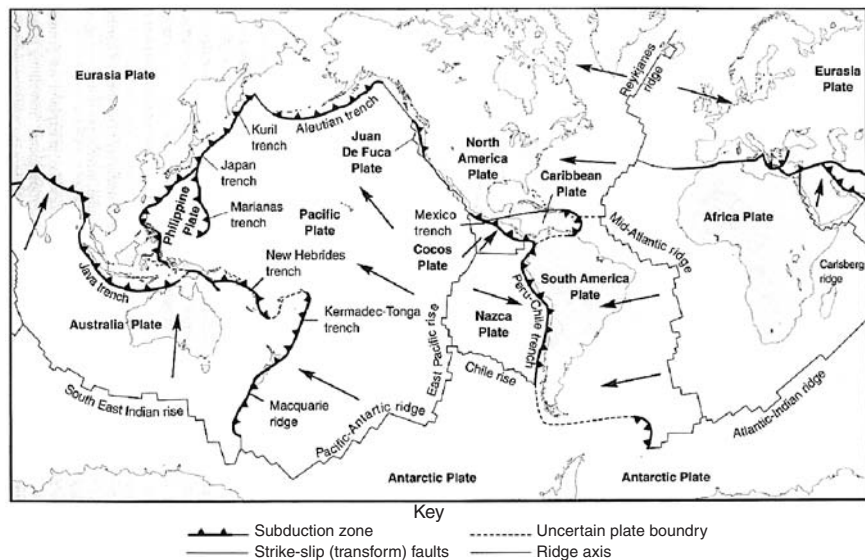 Eurasia Plate
Reykjanes
ridge
Eurasia
Plate
Aleutian trench
Kuril
trench
Juan
De Fuca
Plate
North
America
Plate
Japan
trench
Caribbean
Plate
Philippine
Plate
Marianas
trench
Pacific
Plate
Mexico
trench
Africa Plate
Cocos
Plate
Mid-Atlantic ridge
New Hebrides
trench
Carlsberg
ridge
Java trench
Peru-Chile trench
South America
Plate
Kermadec-Tonga
trench
Australia Plate
Nazca
Plate
East Pacific rise
Chile rise
South East Indian rise
Macquarie
ridge
Pacific-Antartic ridge
Atlantic-Indian ridge
Antarctic Plate
Antarctic Plate
Key
Subduction zone
Uncertain plate boundry
Strike-slip (transform) faults
Ridge axis